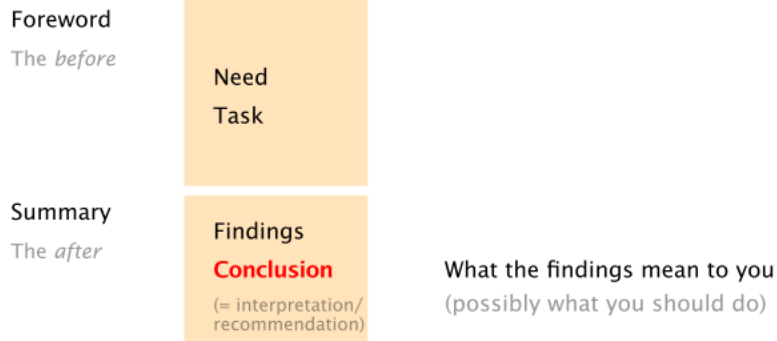 Foreword
The before
Need
Task
Summary
The after
Findings
Conclusion
(= interpretation/
recommendation)
What the findings mean to you
(possibly what you should do)